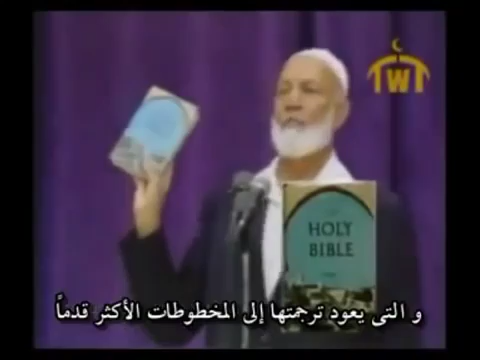 TWT
HOLY
BIBLE
و التى يعود ترجمتها إلى المخطوطات الأكثر قدماً